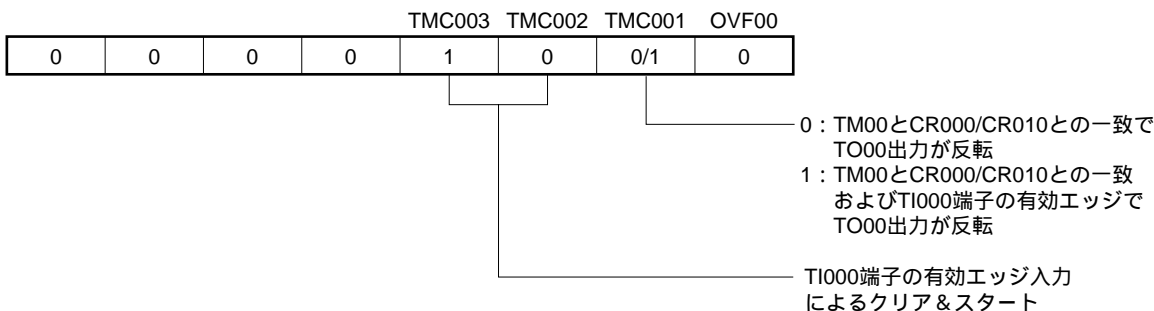 TMC003 TMC002 TMC001 OVF00
0 0 0 0 1 0 0/1 0
0：TM00とCR000/CR010との一致で
TO00出力が反転
1：TM00とCR000/CR010との一致
およびTI000端子の有効エッジで
TO00出力が反転
TI000端子の有効エッジ入力
によるクリア＆スタート